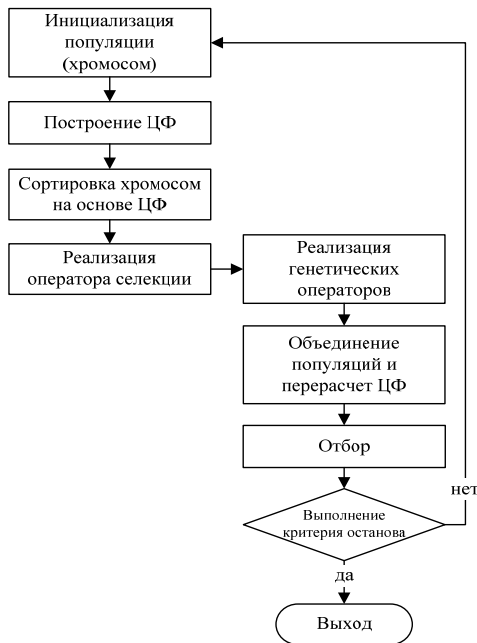 Инициализация
популяции
(хромосом)
Построение ЦФ
Сортировка хромосом
на основе ЦФ
Реализация
оператора селекции
Реализация
генетических
операторов
Объединение
популяций и
перерасчет ЦФ
Отбор
нет
Выполнение
критерия останова
да
Выход